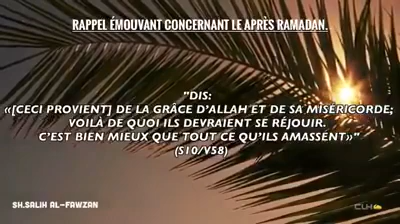 RAPPEL ÉMOUVANT CONCERNANT LE APRÈS RAMADAN.
"DIS:
«[CECI PROVIENT] DE LA GRÂCE D'ALLAH ET DE SA MISÉRICORDE;
VOILÀ DE QUOI ILS DEVRAIENT SE RÉJOUIR.
C'EST BIEN MIEUX QUE TOUT CE QU'ILS AMASSENT»"
(S10/V58)
SH.SALIH AL-FAWZAN